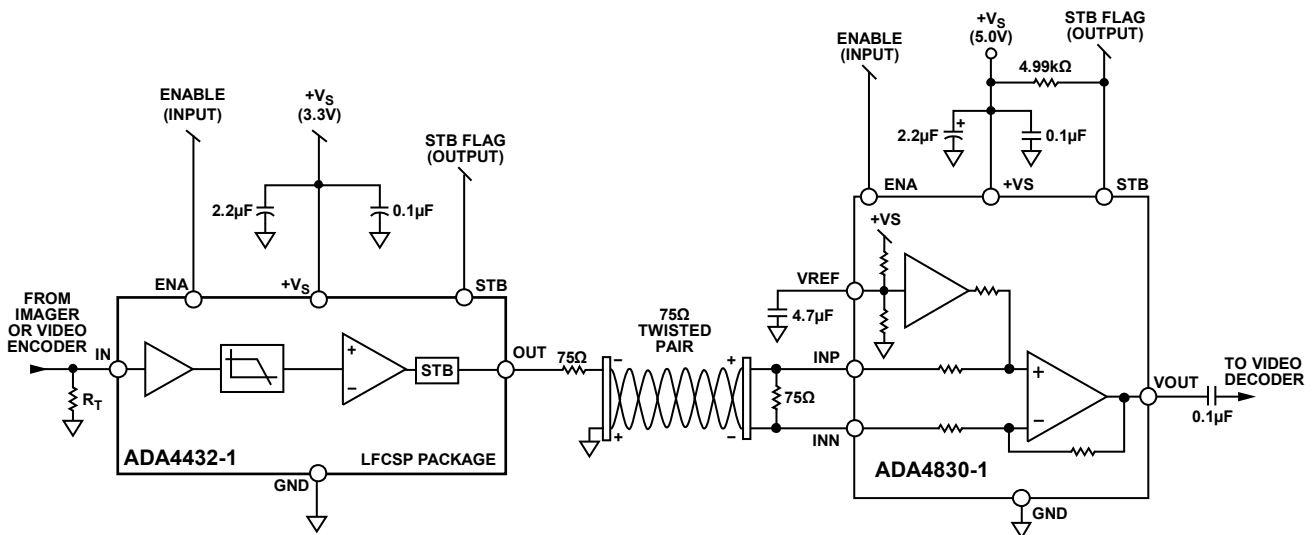 ENABLE
(INPUT)
+VS
(3.3V)
STB FLAG
(OUTPUT)
2.2µF
0.1µF
ENA
+VS
STB
FROM
IMAGER
OR VIDEO
ENCODER
IN
RT
+
–
STB
OUT
ADA4432-1
LFCSP PACKAGE
GND
75Ω
75Ω
TWISTED
PAIR
–
+
+
–
75Ω
ENABLE
(INPUT)
+VS
(5.0V)
STB FLAG
(OUTPUT)
4.99kΩ
2.2µF
+
0.1µF
ENA
+VS
STB
+VS
VREF
4.7µF
INP
INN
+
–
VOUT
TO VIDEO
DECODER
0.1µF
ADA4830-1
GND